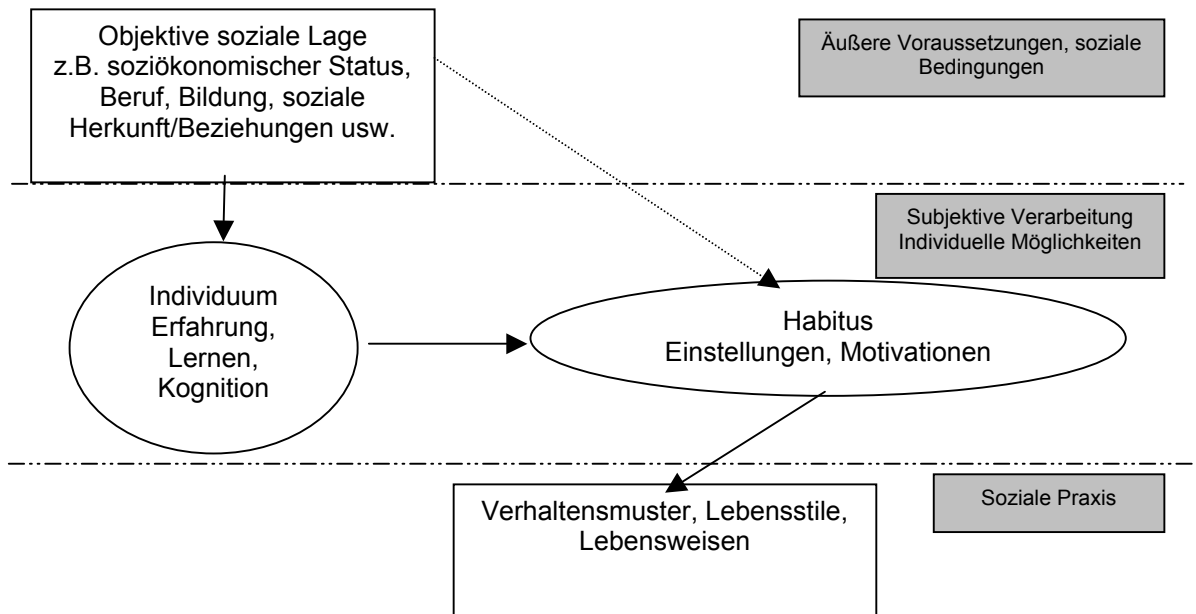 Objektive soziale Lage
z.B. soziökonomischer Status,
Beruf, Bildung, soziale
Herkunft/Beziehungen usw.
Äußere Voraussetzungen, soziale
Bedingungen
Subjektive Verarbeitung
Individuelle Möglichkeiten
Individuum
Erfahrung,
Lernen,
Kognition
Habitus
Einstellungen, Motivationen
Soziale Praxis
Verhaltensmuster, Lebensstile,
Lebensweisen